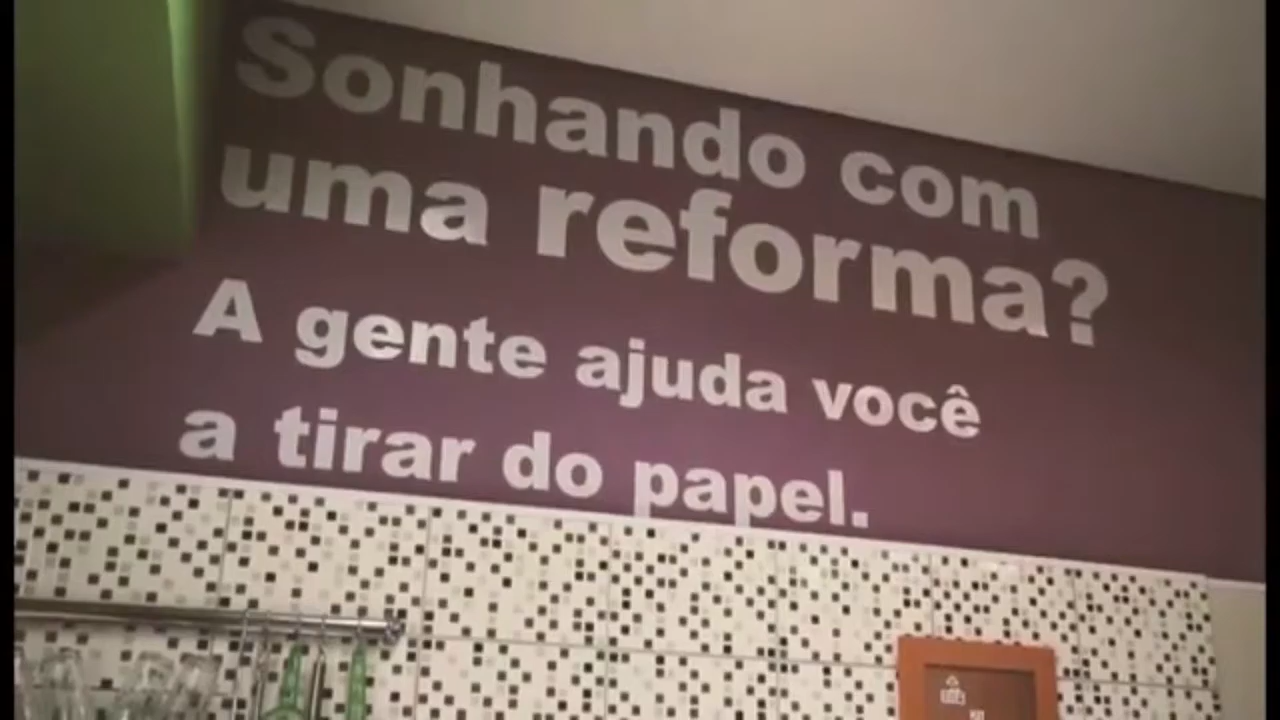 Sonhando com
uma reforma?
A gente ajuda você
a tirar do papel.